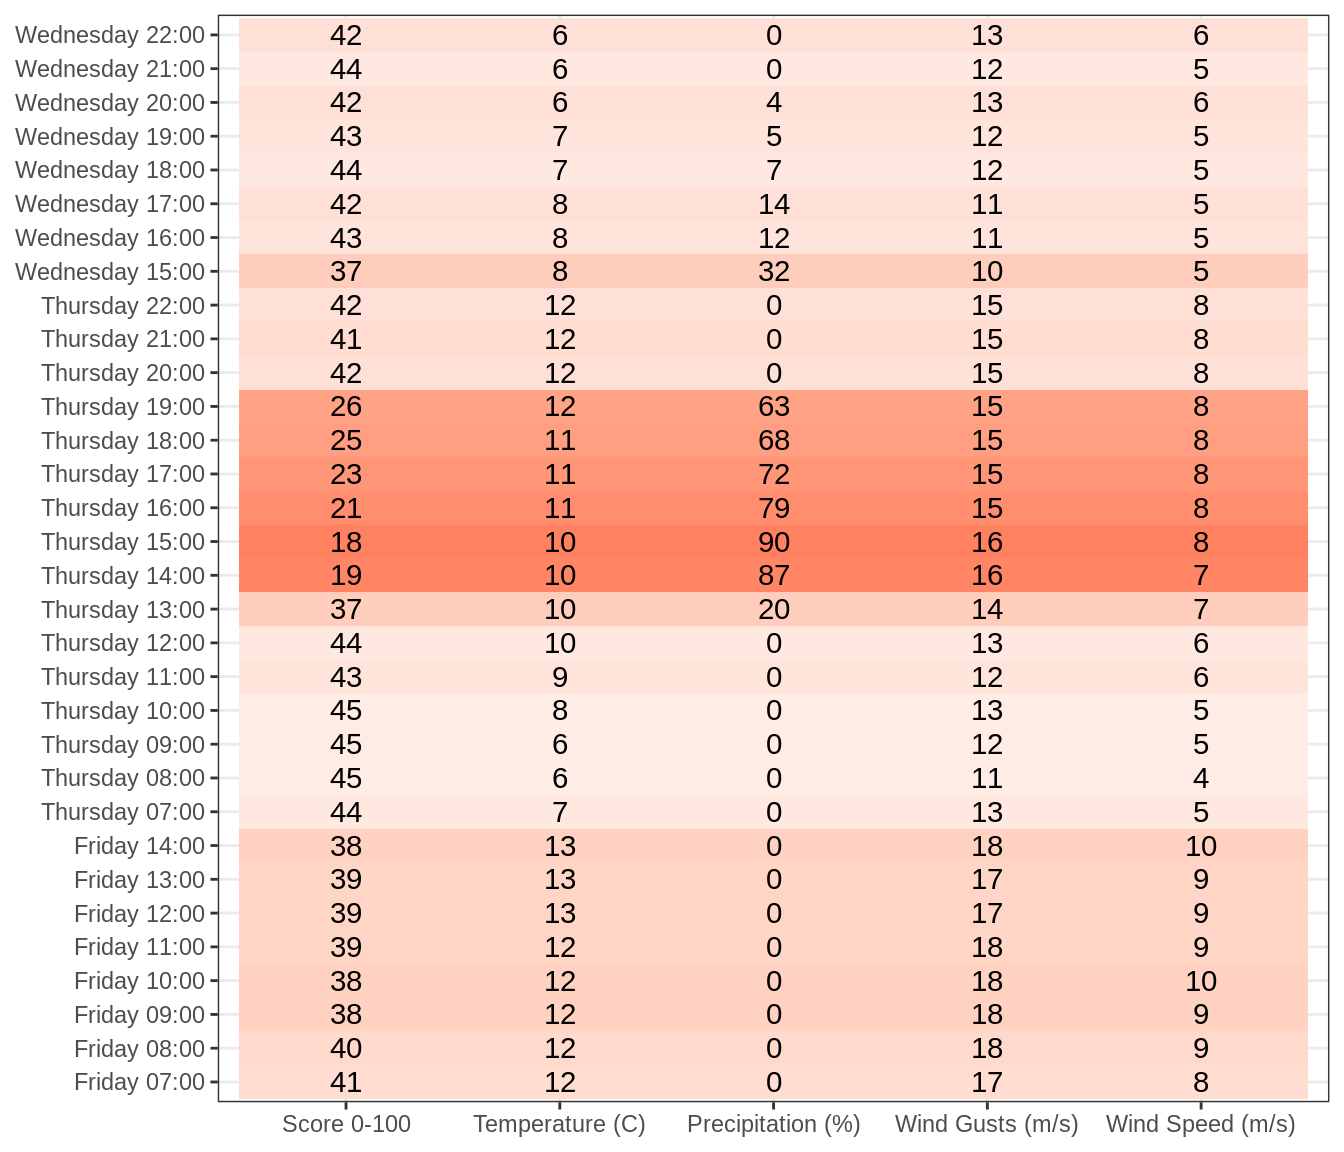 Wednesday 22:00 42 6 0 13 6
Wednesday 21:00 44 6 0 12 5
Wednesday 20:00 42 6 4 13 6
Wednesday 19:00 43 7 5 12 5
Wednesday 18:00 44 7 7 12 5
Wednesday 17:00 42 8 14 11 5
Wednesday 16:00 43 8 12 11 5
Wednesday 15:00 37 8 32 10 5
Thursday 22:00 42 12 0 15 8
Thursday 21:00 41 12 0 15 8
Thursday 20:00 42 12 0 15 8
Thursday 19:00 26 12 63 15 8
Thursday 18:00 25 11 68 15 8
Thursday 17:00 23 11 72 15 8
Thursday 16:00 21 11 79 15 8
Thursday 15:00 18 10 90 16 8
Thursday 14:00 19 10 87 16 7
Thursday 13:00 37 10 20 14 7
Thursday 12:00 44 10 0 13 6
Thursday 11:00 43 9 0 12 6
Thursday 10:00 45 8 0 13 5
Thursday 09:00 45 6 0 12 5
Thursday 08:00 45 6 0 11 4
Thursday 07:00 44 7 0 13 5
Friday 14:00 38 13 0 18 10
Friday 13:00 39 13 0 17 9
Friday 12:00 39 13 0 17 9
Friday 11:00 39 12 0 18 9
Friday 10:00 38 12 0 18 10
Friday 09:00 38 12 0 18 9
Friday 08:00 40 12 0 18 9
Friday 07:00 41 12 0 17 8
Score 0-100 Temperature (C) Precipitation (%) Wind Gusts (m/s) Wind Speed (m/s)